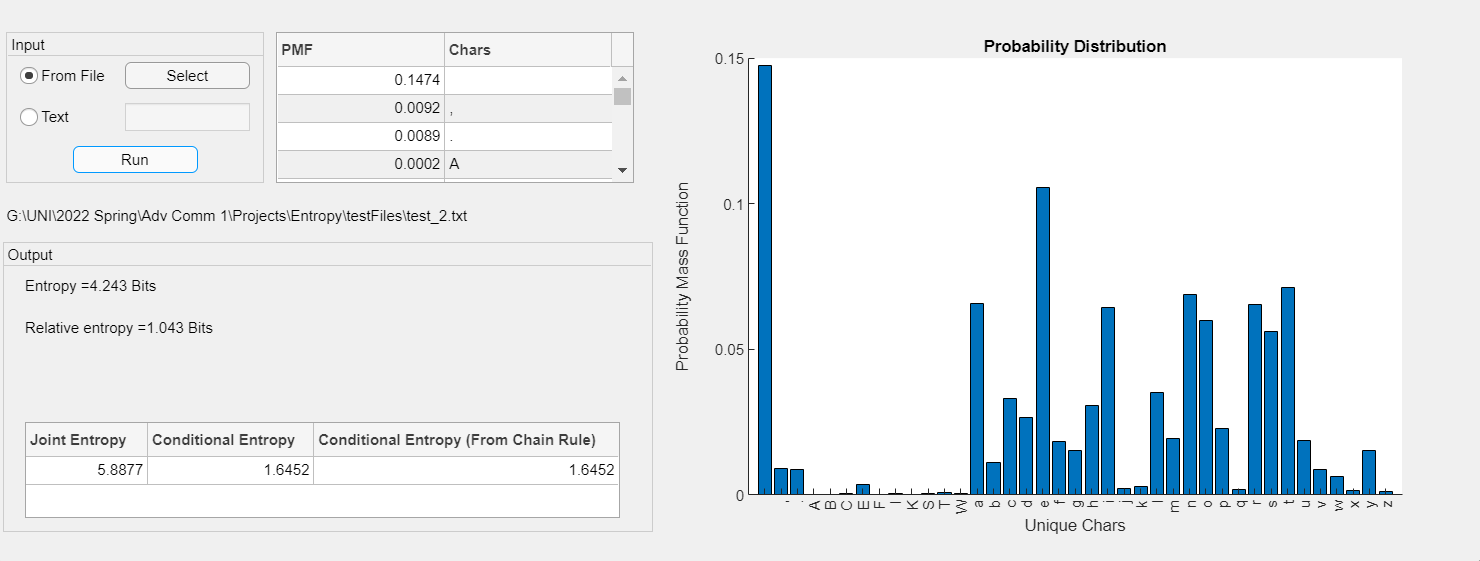 Input
From File
Select
Text
Run
PMF Chars
0.1474
0.0092 ,
0.0089 .
0.0002 A
G:\UNI\2022 Spring\Adv Comm 1\Projects\Entropy\testFiles\test_2.txt
Output
Entropy =4.243 Bits
Relative entropy =1.043 Bits
Joint Entropy Conditional Entropy Conditional Entropy (From Chain Rule)
5.8877 1.6452 1.6452
Probability Distribution
Probability Mass Function
0.15
0.1
0.05
0
, . A B C E F I K S T W a b c d e f g h i j k l m n o p q r s t u v w x y z
Unique Chars